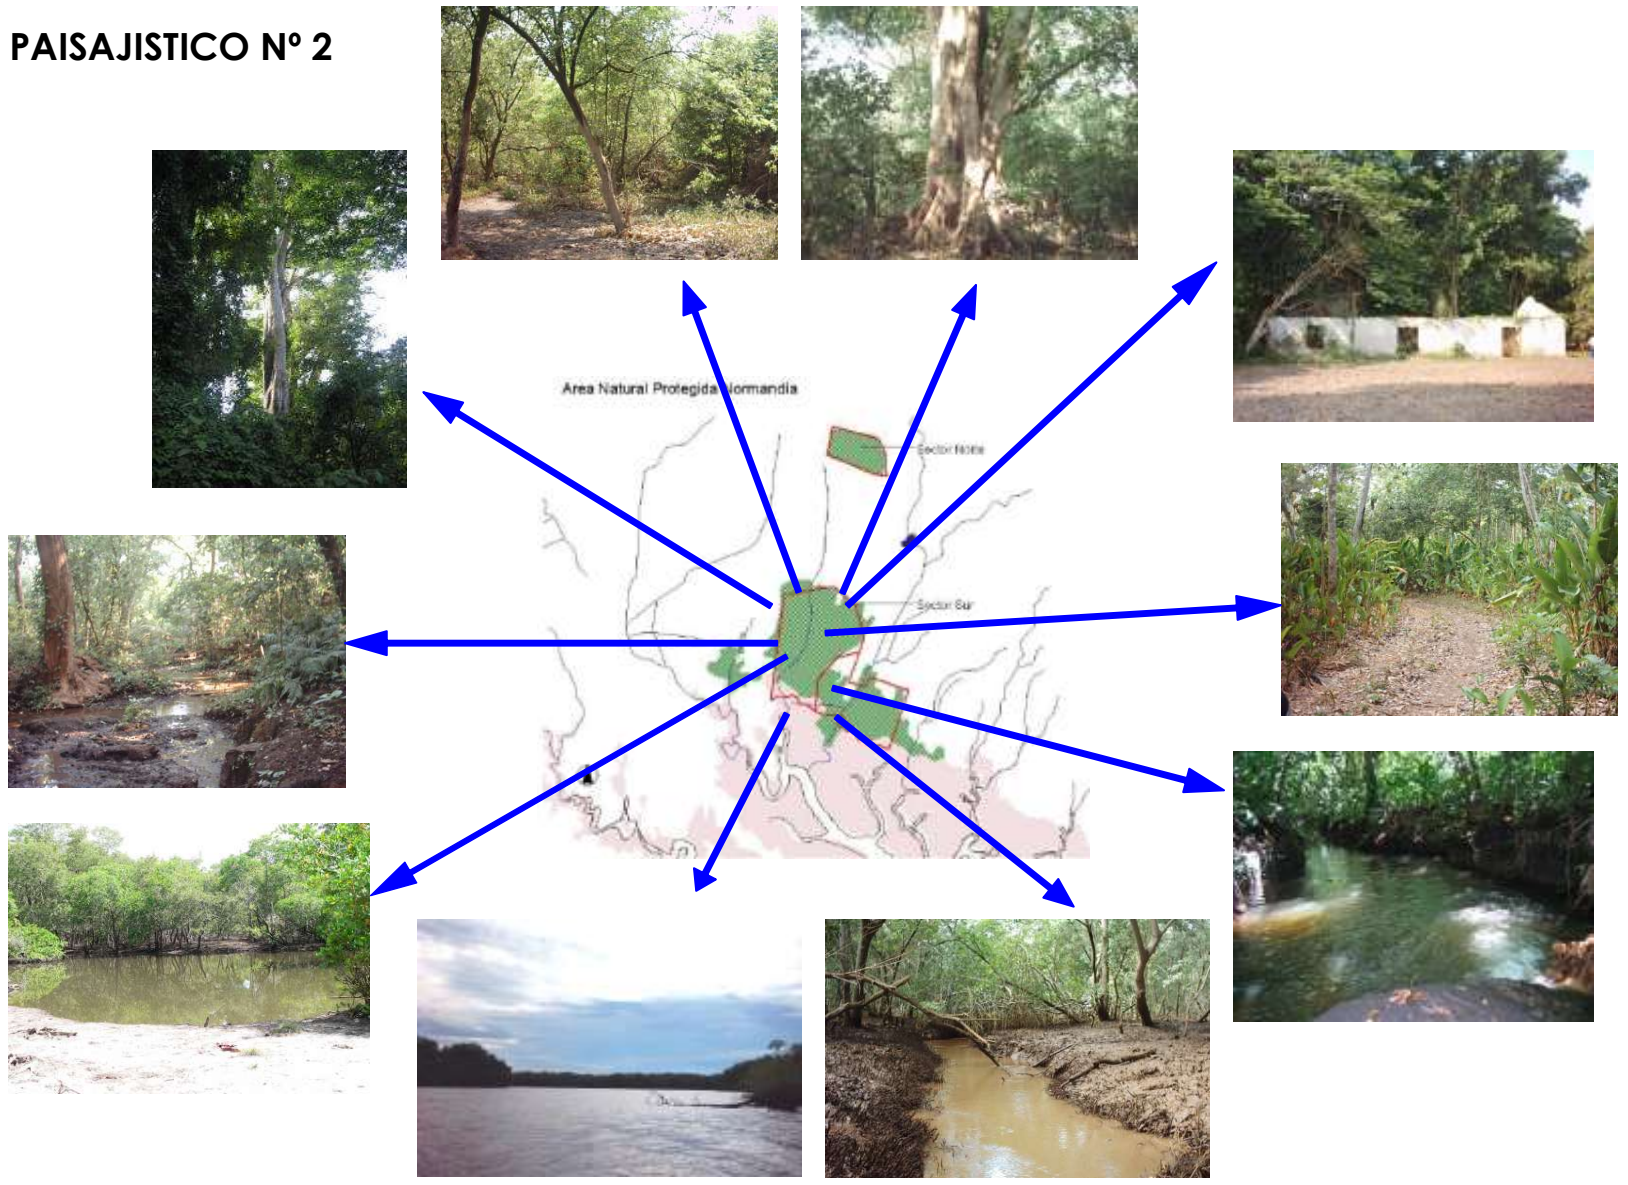 PAISAJISTICO Nº 2
Area Natural Protegida Normandia
Sector Norte
Sector Sur